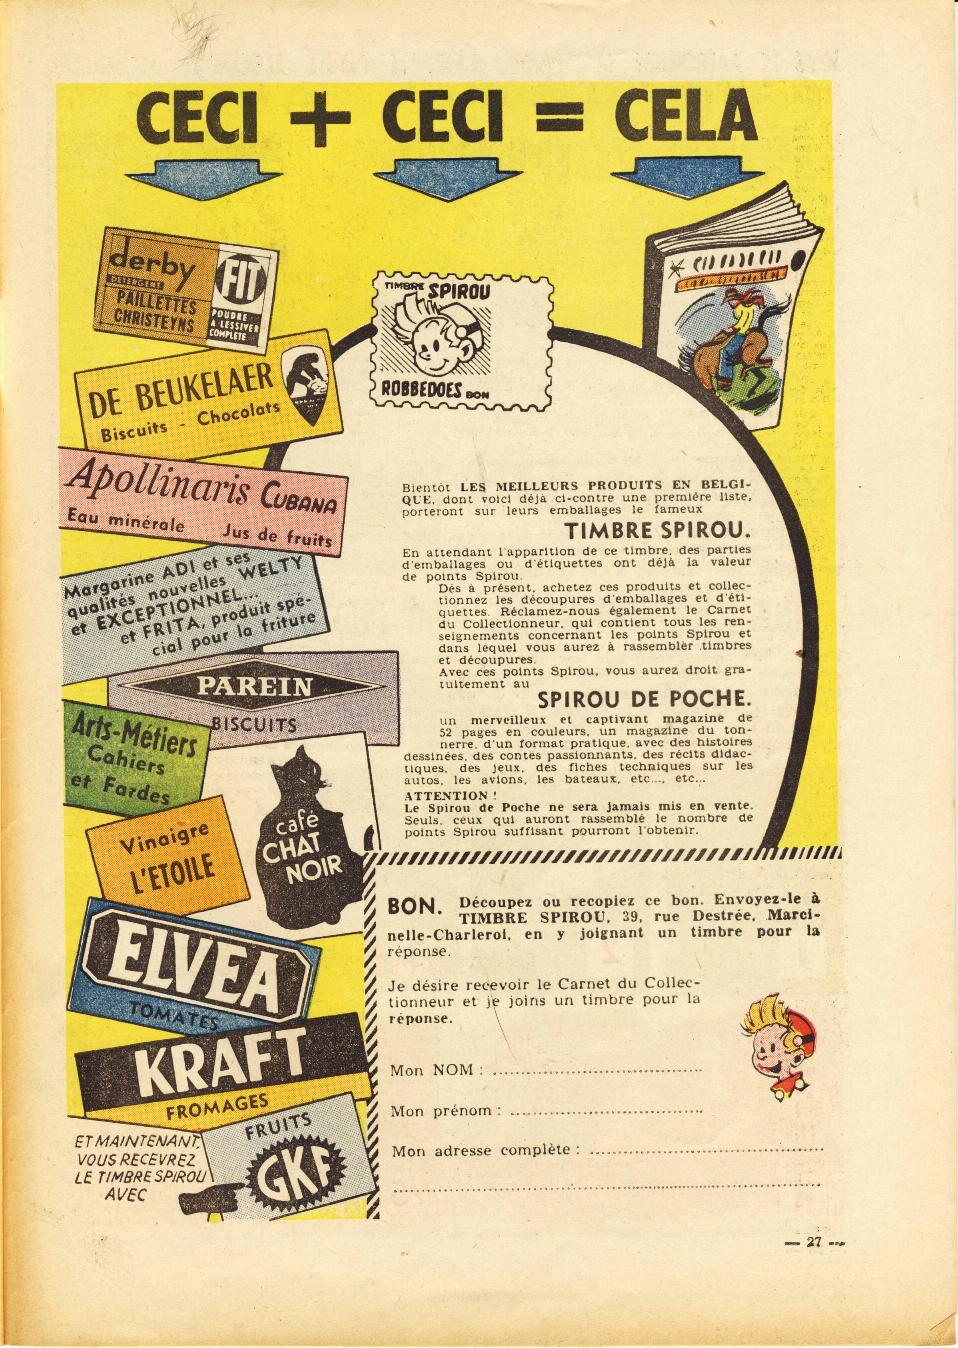 CECI + CECI = CELA
derby
DETERGENT
PAILLETTES
CHRISTEYNS
FIT
POUDRE
A LESSIVER
COMPLETE
DE BEUKELAER
Biscuits - Chocolats
Apollinaris CUBANA
Eau minérale Jus de fruits
Margarine ADI et ses
qualités nouvelles WELTY
et EXCEPTIONNEL...
et FRITA, produit spé-
cial pour la friture
PAREIN
BISCUITS
Arts-Métiers
Cahiers
et Fardes
café
CHAT
NOIR
Vinaigre
L'ETOILE
ELVEA
TOMATES
KRAFT
FROMAGES
FRUITS
GKF
ET MAINTENANT,
VOUS RECEVREZ
LE TIMBRE SPIROU
AVEC
TIMBRE SPIROU
ROBBEDOES BON
Bientôt LES MEILLEURS PRODUITS EN BELGI-
QUE, dont voici déjà ci-contre une première liste,
porteront sur leurs emballages le fameux
TIMBRE SPIROU.
En attendant l'apparition de ce timbre, des parties
d'emballages ou d'étiquettes ont déjà la valeur
de points Spirou.
Dés à présent, achetez ces produits et collec-
tionnez les découpures d'emballages et d'éti-
quettes. Réclamez-nous également le Carnet
du Collectionneur, qui contient tous les ren-
seignements concernant les points Spirou et
dans lequel vous aurez à rassembler timbres
et découpures.
Avec ces points Spirou, vous aurez droit gra-
tuitement au
SPIROU DE POCHE.
un merveilleux et captivant magazine de
52 pages en couleurs, un magazine du ton-
nerre, d'un format pratique, avec des histoires
dessinées, des contes passionnants, des récits didac-
tiques, des jeux, des fiches techniques sur les
autos, les avions, les bateaux, etc..., etc...
ATTENTION !
Le Spirou de Poche ne sera jamais mis en vente.
Seuls, ceux qui auront rassemblé le nombre de
points Spirou suffisant pourront l'obtenir.
BON. Découpez ou recopiez ce bon. Envoyez-le à
TIMBRE SPIROU, 39, rue Destrée, Marci-
nelle-Charleroi, en y joignant un timbre pour la
réponse.
Je désire recevoir le Carnet du Collec-
tionneur et je joins un timbre pour la
réponse.
Mon NOM : ........................................
Mon prénom : ....................................
Mon adresse complète : ........................................
— 27 —